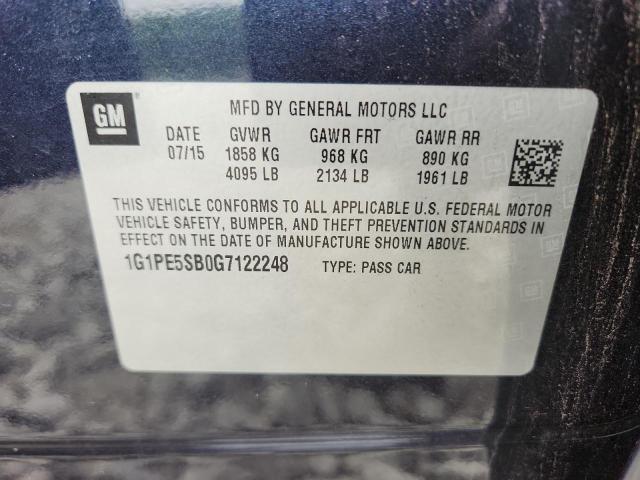 GM
MFD BY GENERAL MOTORS LLC
DATE GVWR GAWR FRT GAWR RR
07/15 1858 KG 968 KG 890 KG
4095 LB 2134 LB 1961 LB
THIS VEHICLE CONFORMS TO ALL APPLICABLE U.S. FEDERAL MOTOR
VEHICLE SAFETY, BUMPER, AND THEFT PREVENTION STANDARDS IN
EFFECT ON THE DATE OF MANUFACTURE SHOWN ABOVE.
1G1PE5SB0G7122248 TYPE: PASS CAR